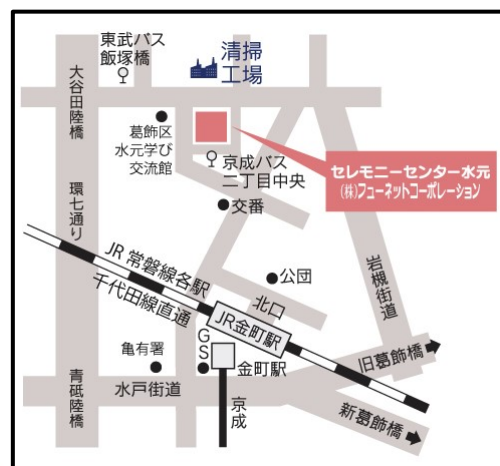 東武バス
飯塚橋
清掃
工場
大谷田陸橋
葛飾区
水元学び
交流館
京成バス
二丁目中央
セレモニーセンター水元
(株)フューネットコーポレーション
交番
環七通り
JR常磐線各駅
千代田線直通
公団
北口
岩槻街道
JR金町駅
旧葛飾橋
亀有署
GS
金町駅
水戸街道
青砥陸橋
京成
新葛飾橋